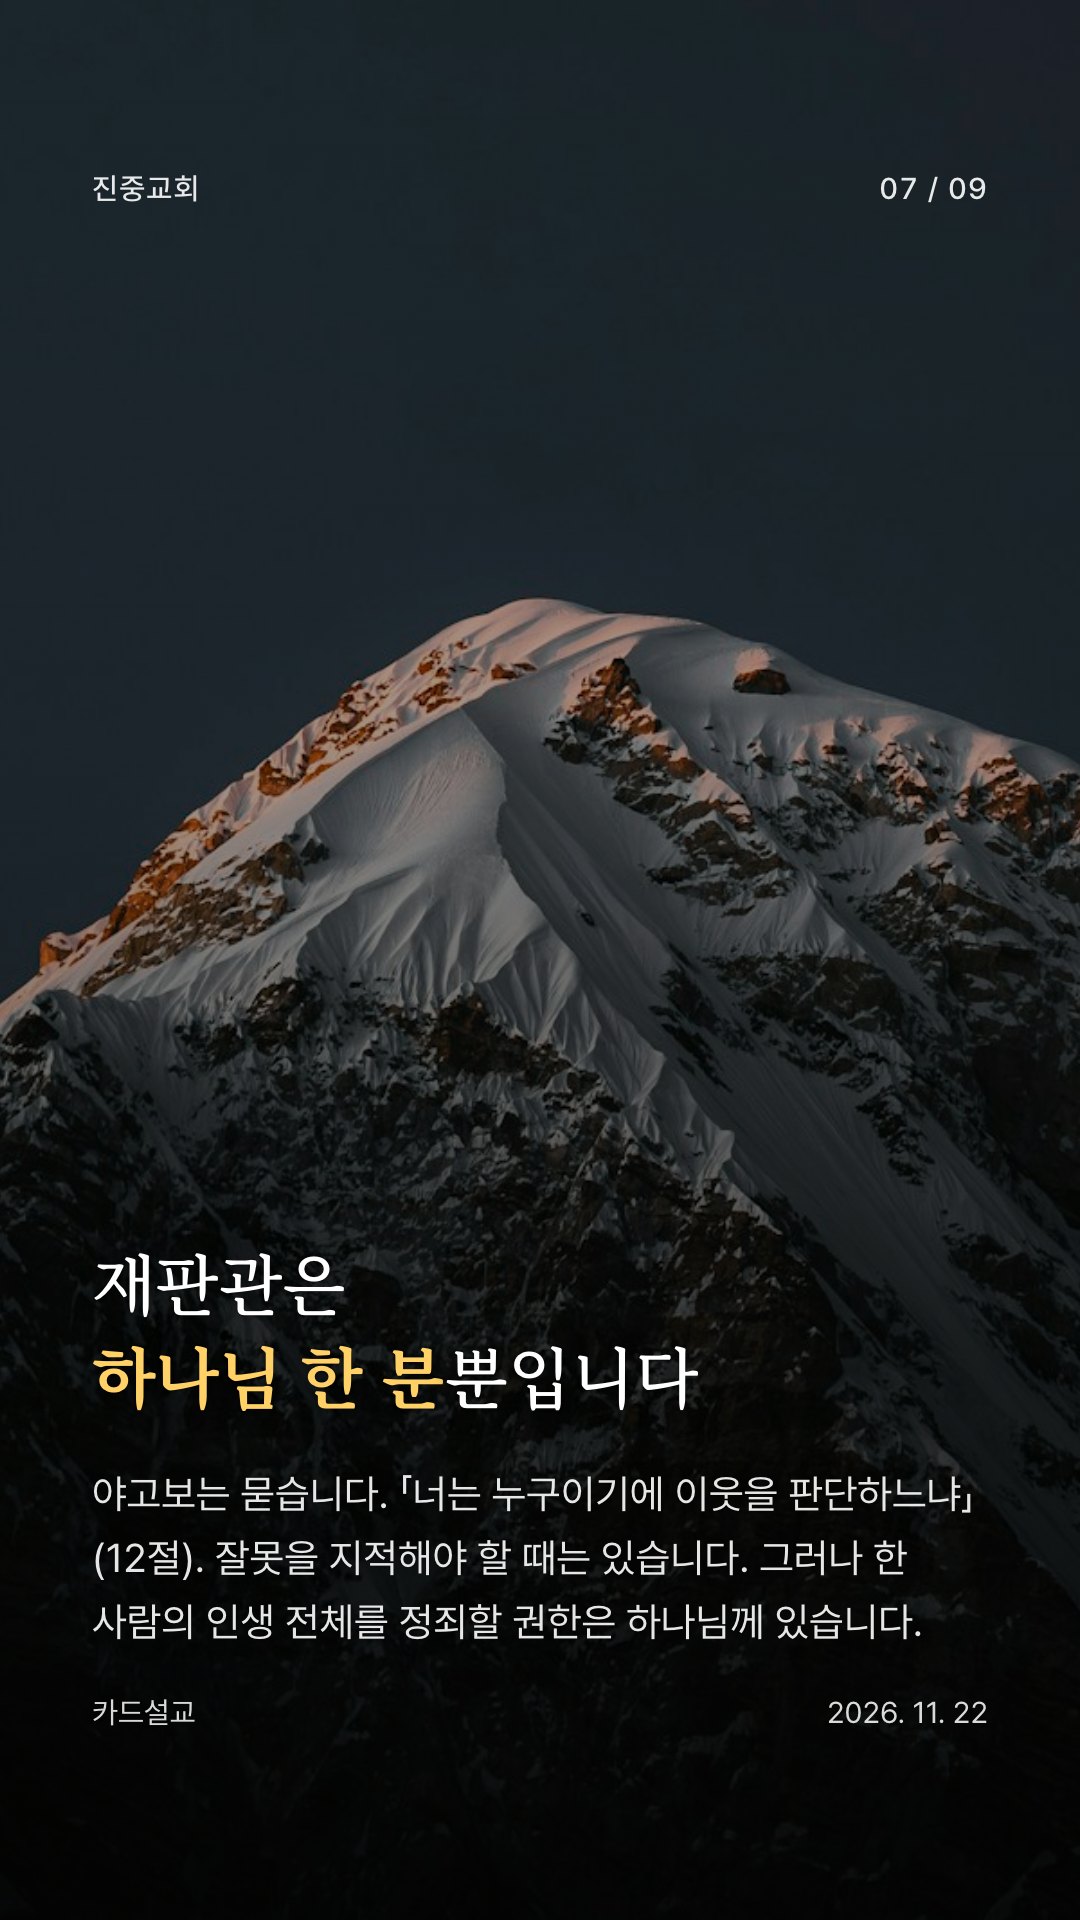 진중교회
07 / 09
재판관은
하나님 한 분뿐입니다
야고보는 묻습니다. 「너는 누구이기에 이웃을 판단하느냐」
(12절). 잘못을 지적해야 할 때는 있습니다. 그러나 한
사람의 인생 전체를 정죄할 권한은 하나님께 있습니다.
카드설교
2026. 11. 22